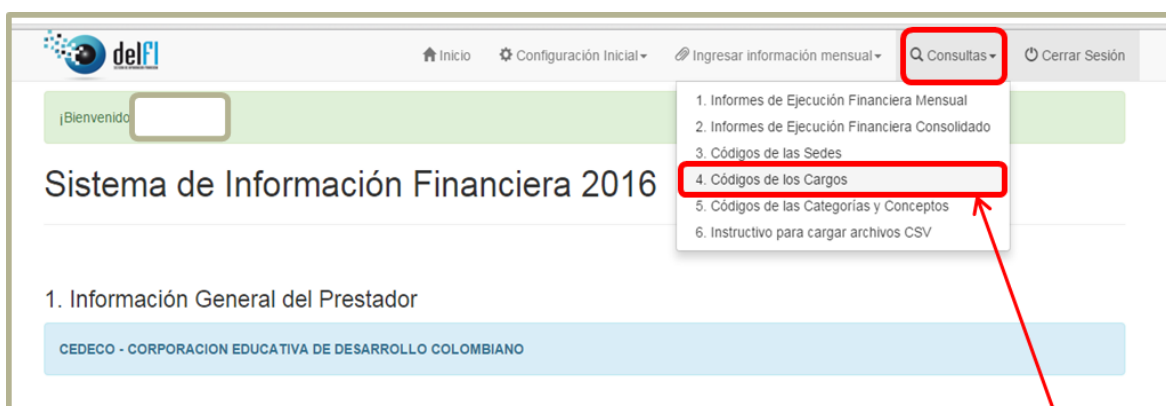 delfI
Inicio Configuración Inicial Ingresar información mensual Consultas Cerrar Sesión
¡Bienvenido
1. Informes de Ejecución Financiera Mensual
2. Informes de Ejecución Financiera Consolidado
3. Códigos de las Sedes
4. Códigos de los Cargos
5. Códigos de las Categorías y Conceptos
6. Instructivo para cargar archivos CSV
Sistema de Información Financiera 2016
1. Información General del Prestador
CEDECO - CORPORACION EDUCATIVA DE DESARROLLO COLOMBIANO